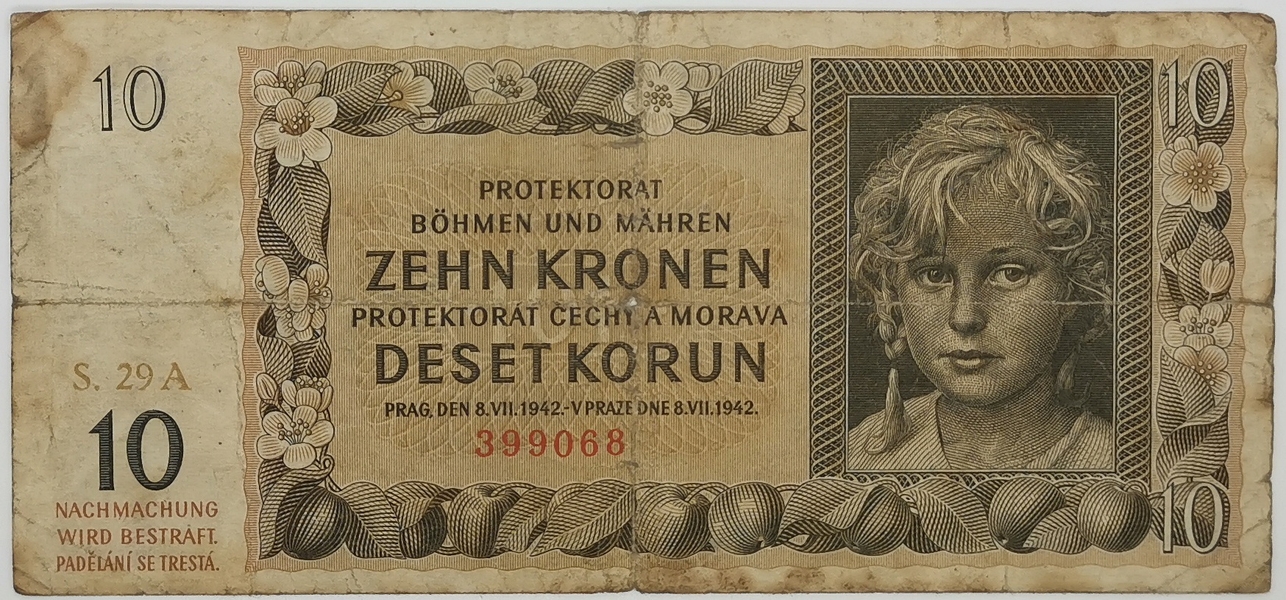 10
10
S. 29 A
10
NACHMACHUNG
WIRD BESTRAFT.
PADĚLÁNÍ SE TRESTÁ.
PROTEKTORAT
BÖHMEN UND MÄHREN
ZEHN KRONEN
PROTEKTORÁT ČECHY A MORAVA
DESET KORUN
PRAG, DEN 8.VII.1942.-V PRAZE DNE 8.VII.1942.
399068
10